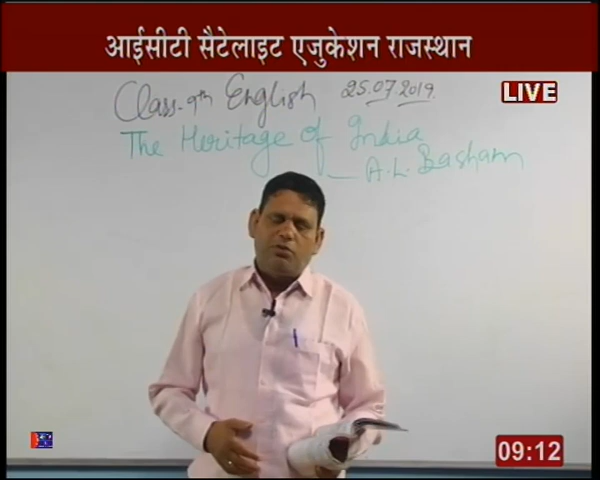 आईसीटी सैटेलाइट एजुकेशन राजस्थान
LIVE
Class-9th English 25.07.2019.
The Heritage of India
— A.L. Basham
09:12